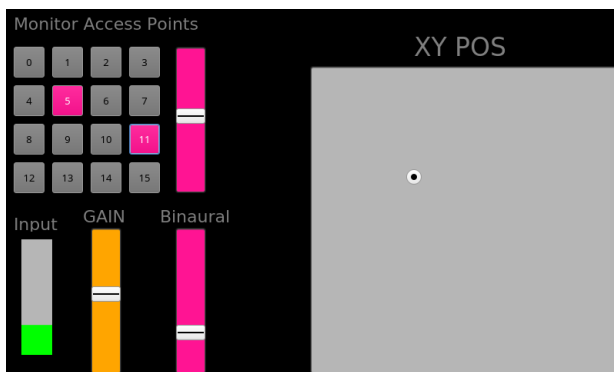 Monitor Access Points
0 1 2 3
4 5 6 7
8 9 10 11
12 13 14 15
XY POS
Input GAIN Binaural